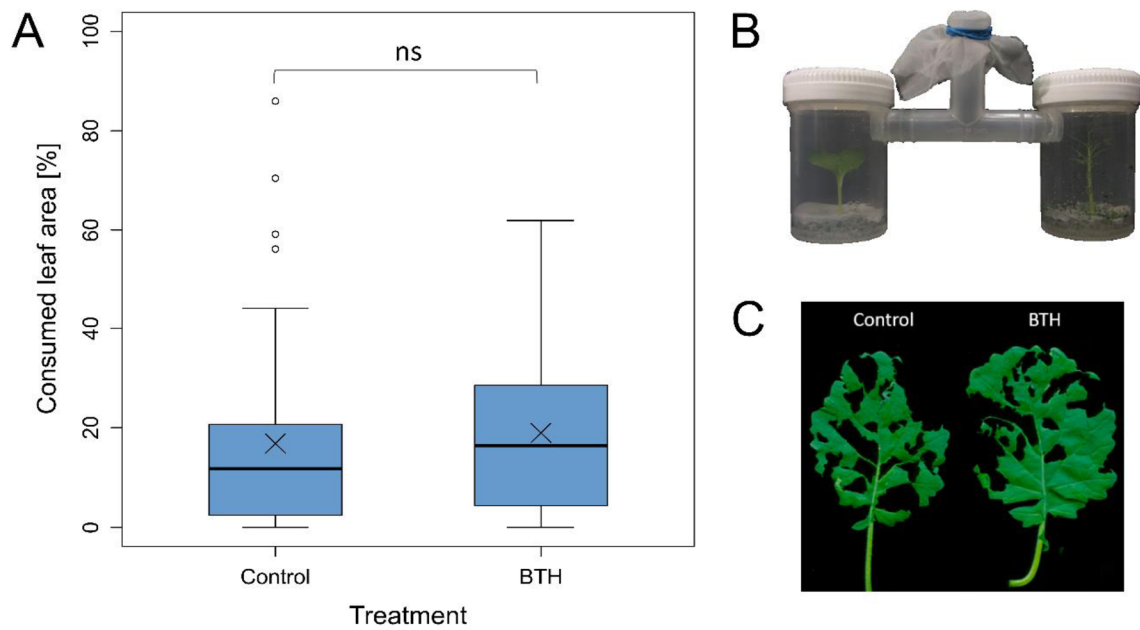 A
100
80
60
40
20
0
Consumed leaf area [%]
ns
Control
BTH
Treatment
B
C
Control
BTH